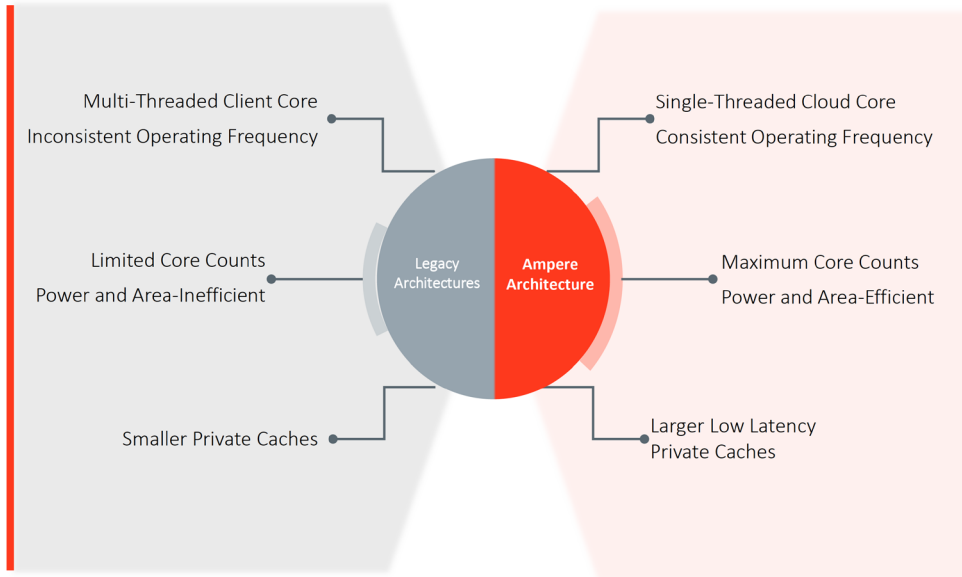 Multi-Threaded Client Core
Inconsistent Operating Frequency
Limited Core Counts
Power and Area-Inefficient
Smaller Private Caches
Legacy
Architectures
Ampere
Architecture
Single-Threaded Cloud Core
Consistent Operating Frequency
Maximum Core Counts
Power and Area-Efficient
Larger Low Latency
Private Caches